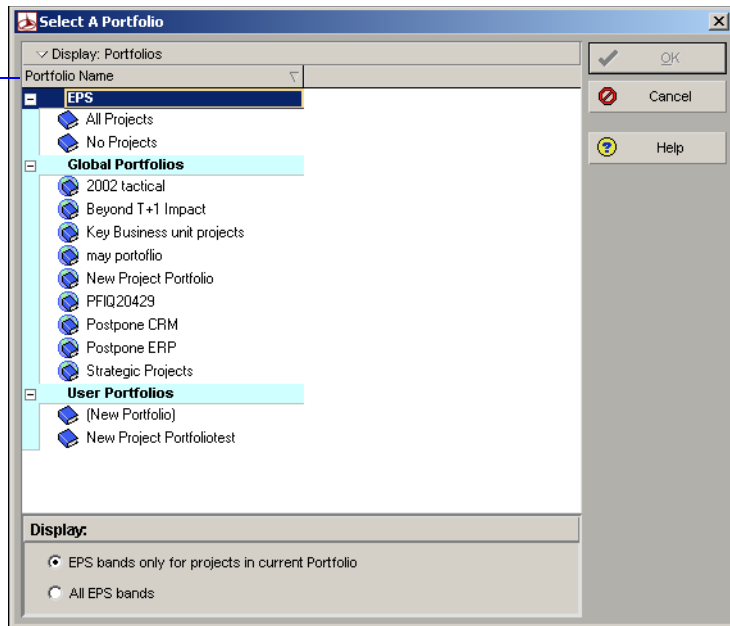 Select A Portfolio
Display: Portfolios
Portfolio Name
EPS
All Projects
No Projects
Global Portfolios
2002 tactical
Beyond T+1 Impact
Key Business unit projects
may portoflio
New Project Portfolio
PFIQ20429
Postpone CRM
Postpone ERP
Strategic Projects
User Portfolios
(New Portfolio)
New Project Portfoliotest
Display:
EPS bands only for projects in current Portfolio
All EPS bands
OK
Cancel
Help